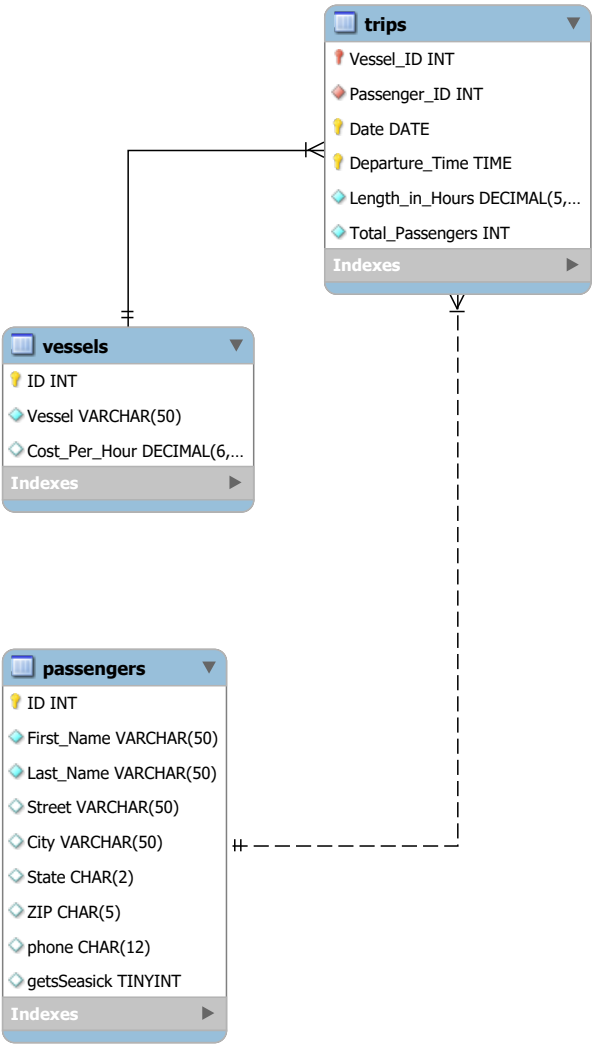 trips
Vessel_ID INT
Passenger_ID INT
Date DATE
Departure_Time TIME
Length_in_Hours DECIMAL(5,...
Total_Passengers INT
Indexes
vessels
ID INT
Vessel VARCHAR(50)
Cost_Per_Hour DECIMAL(6,...
Indexes
passengers
ID INT
First_Name VARCHAR(50)
Last_Name VARCHAR(50)
Street VARCHAR(50)
City VARCHAR(50)
State CHAR(2)
ZIP CHAR(5)
phone CHAR(12)
getsSeasick TINYINT
Indexes